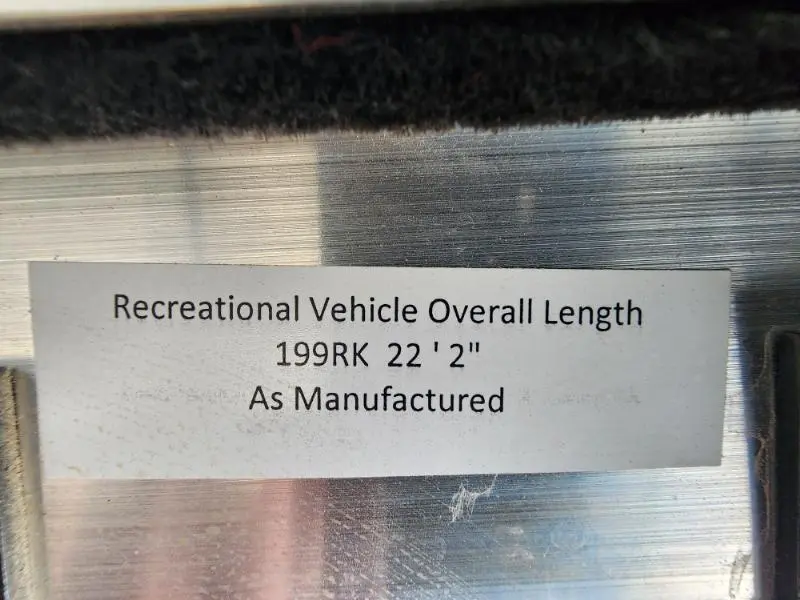 Recreational Vehicle Overall Length
199RK 22 ' 2"
As Manufactured